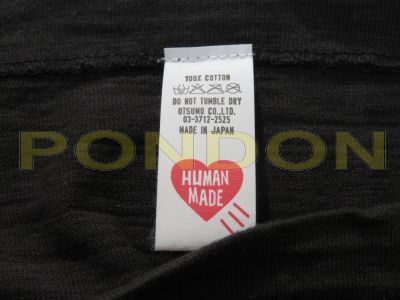 100% COTTON
DO NOT TUMBLE DRY
OTSUMO CO.,LTD.
03-3712-2525
MADE IN JAPAN
PONDON
HUMAN
MADE